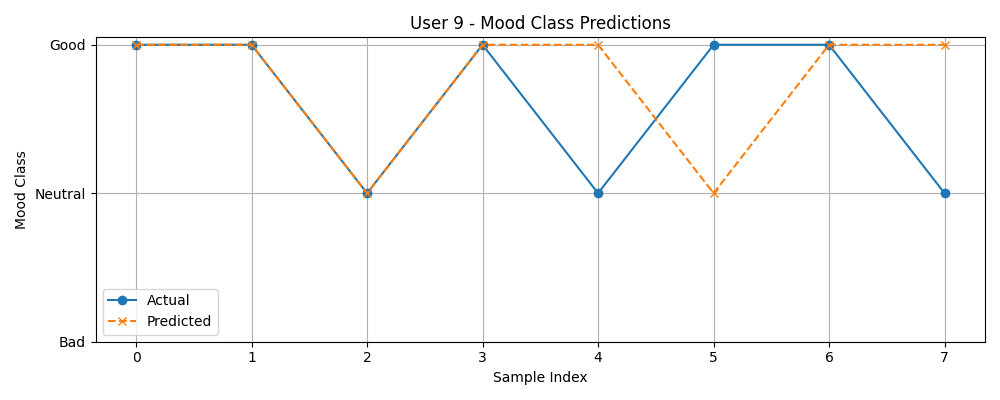 User 9 - Mood Class Predictions
Good
Neutral
Bad
Mood Class
Actual
Predicted
0 1 2 3 4 5 6 7
Sample Index